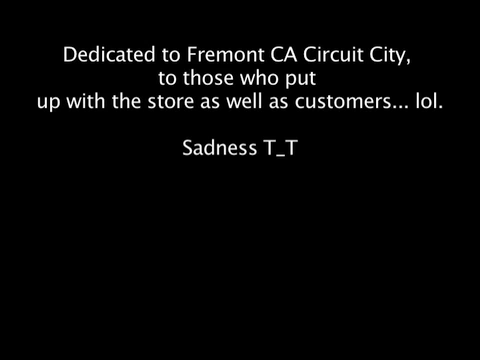 Dedicated to Fremont CA Circuit City,
to those who put
up with the store as well as customers... lol.
Sadness T_T